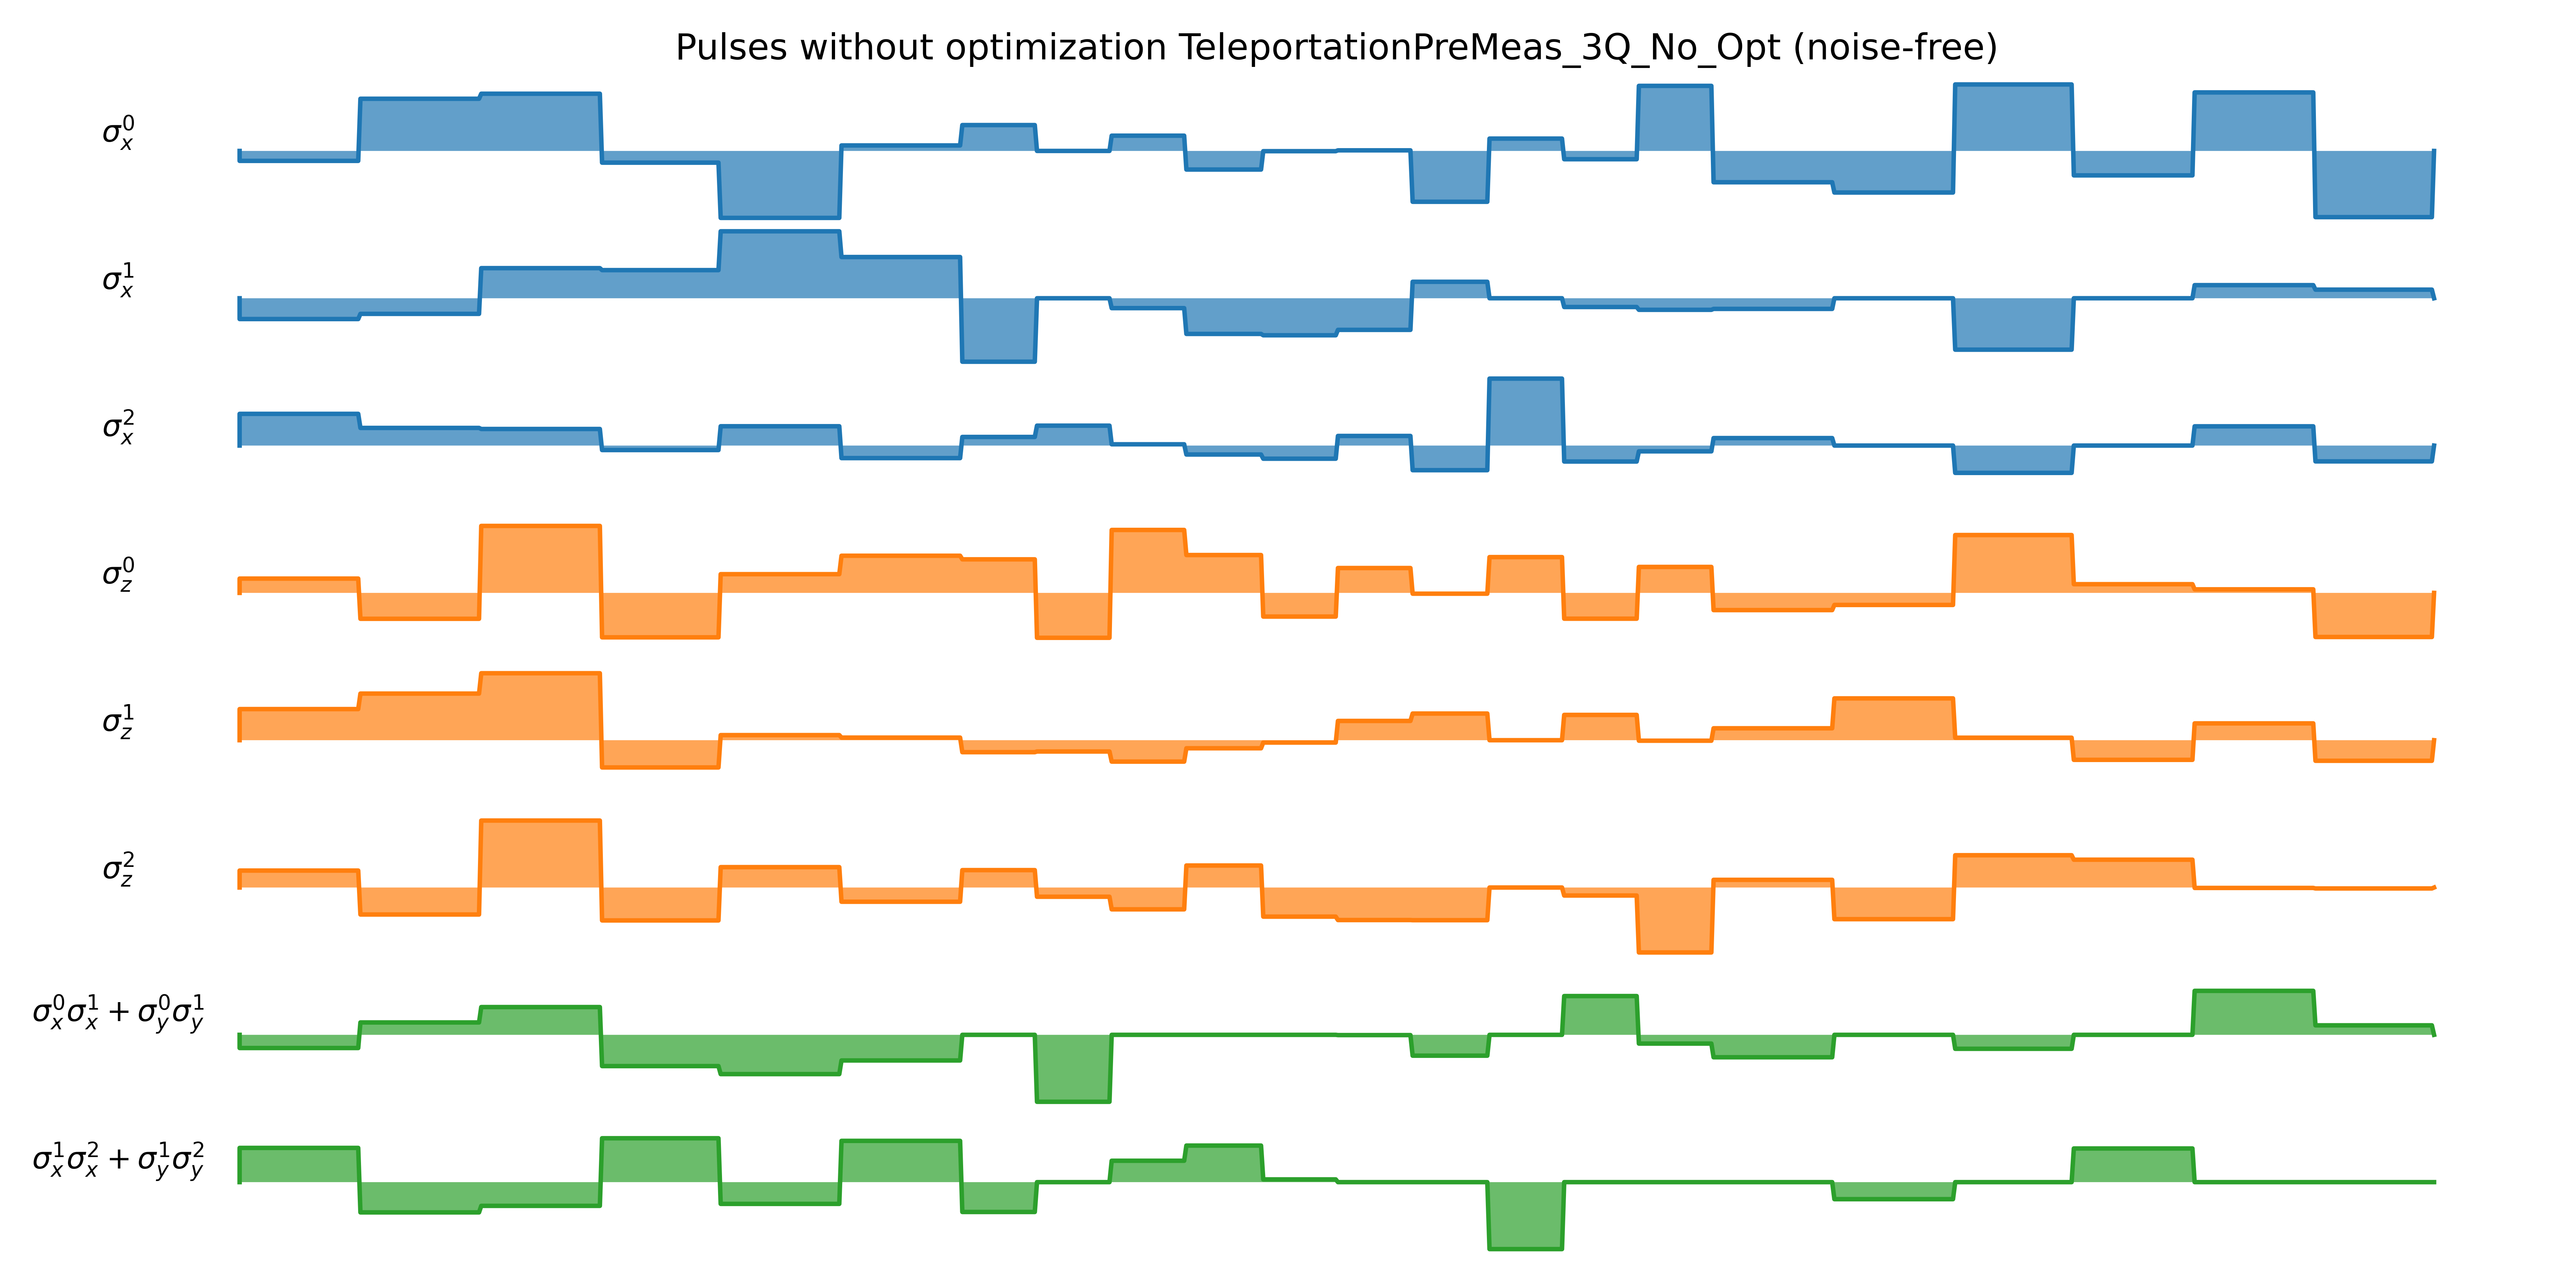 Pulses without optimization TeleportationPreMeas_3Q_No_Opt (noise-free)
σ_x^0
σ_x^1
σ_x^2
σ_z^0
σ_z^1
σ_z^2
σ_x^0σ_x^1 + σ_y^0σ_y^1
σ_x^1σ_x^2 + σ_y^1σ_y^2